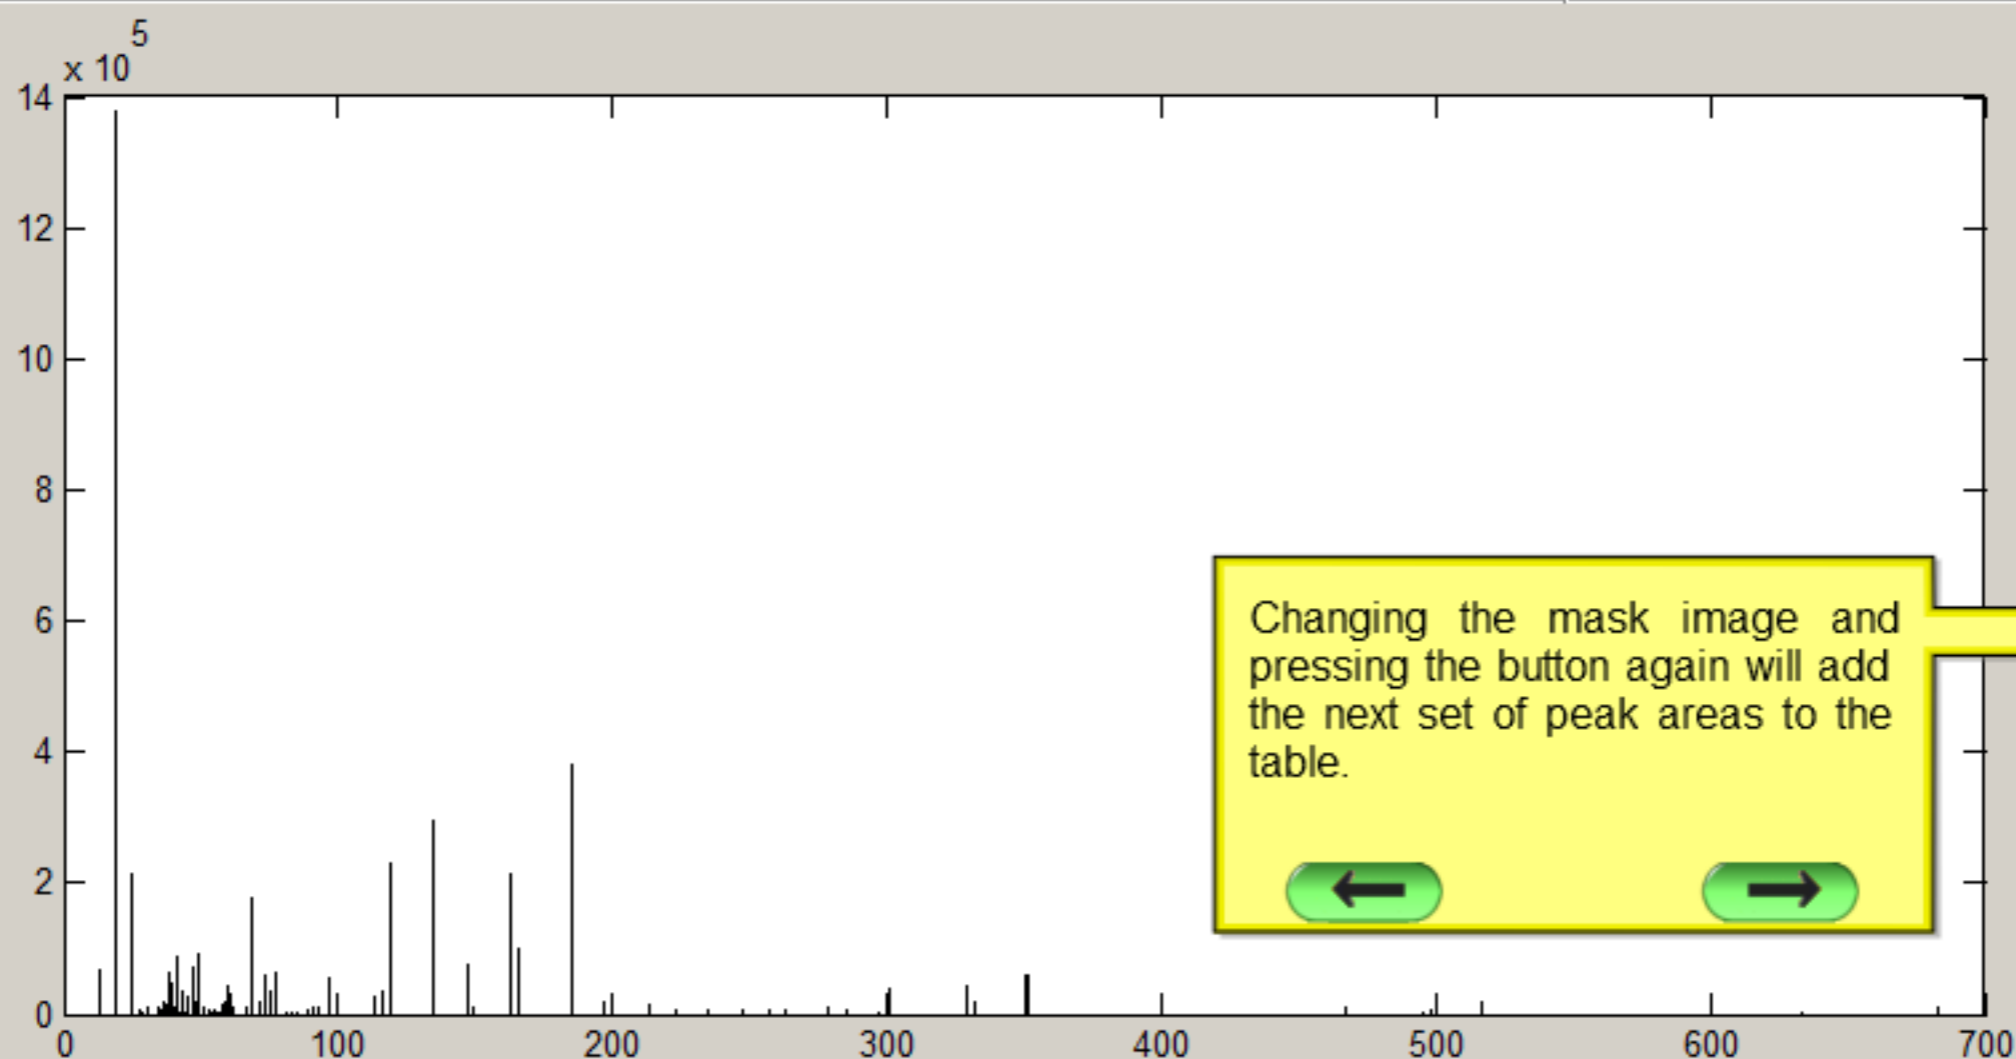 5
x 10
14
12
10
8
6
4
2
0
0 100 200 300 400 500 600 700
Changing the mask image and
pressing the button again will add
the next set of peak areas to the
table.